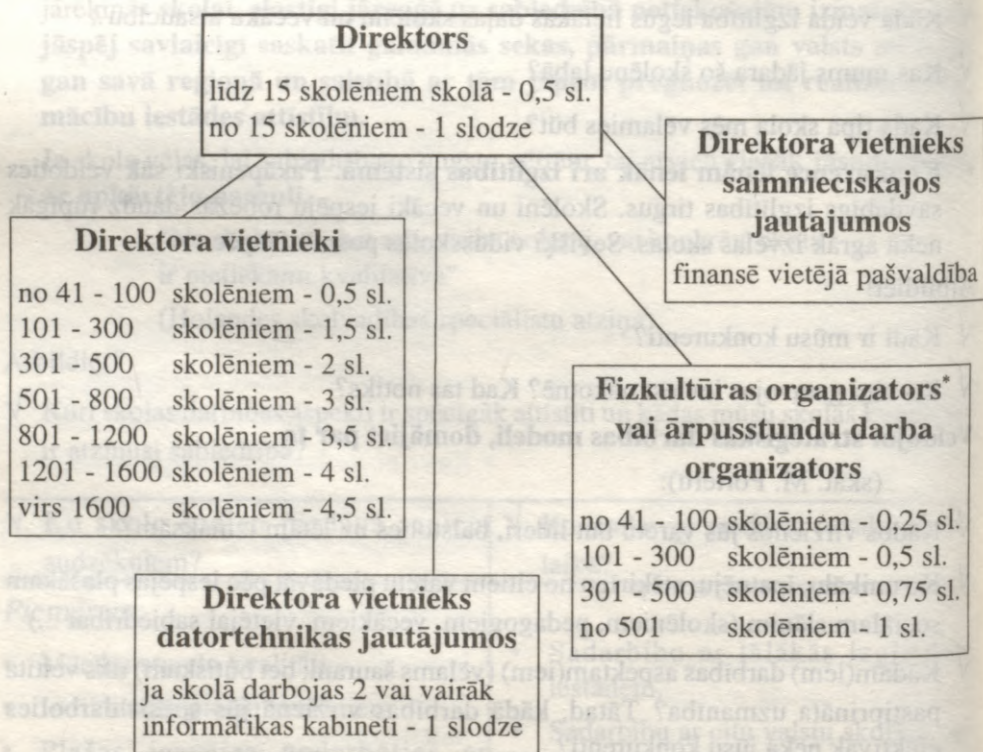 Direktors
līdz 15 skolēniem skolā - 0,5 sl.
no 15 skolēniem - 1 slodze
Direktora vietnieks
saimnieciskajos
jautājumos
finansē vietējā pašvaldība
Direktora vietnieki
no 41 - 100 skolēniem - 0,5 sl.
101 - 300 skolēniem - 1,5 sl.
301 - 500 skolēniem - 2 sl.
501 - 800 skolēniem - 3 sl.
801 - 1200 skolēniem - 3,5 sl.
1201 - 1600 skolēniem - 4 sl.
virs 1600 skolēniem - 4,5 sl.
Fizkultūras organizators*
vai ārpusstundu darba
organizators
no 41 - 100 skolēniem - 0,25 sl.
101 - 300 skolēniem - 0,5 sl.
301 - 500 skolēniem - 0,75 sl.
no 501 skolēniem - 1 sl.
Direktora vietnieks
datortehnikas jautājumos
ja skolā darbojas 2 vai vairāk
informātikas kabineti - 1 slodze